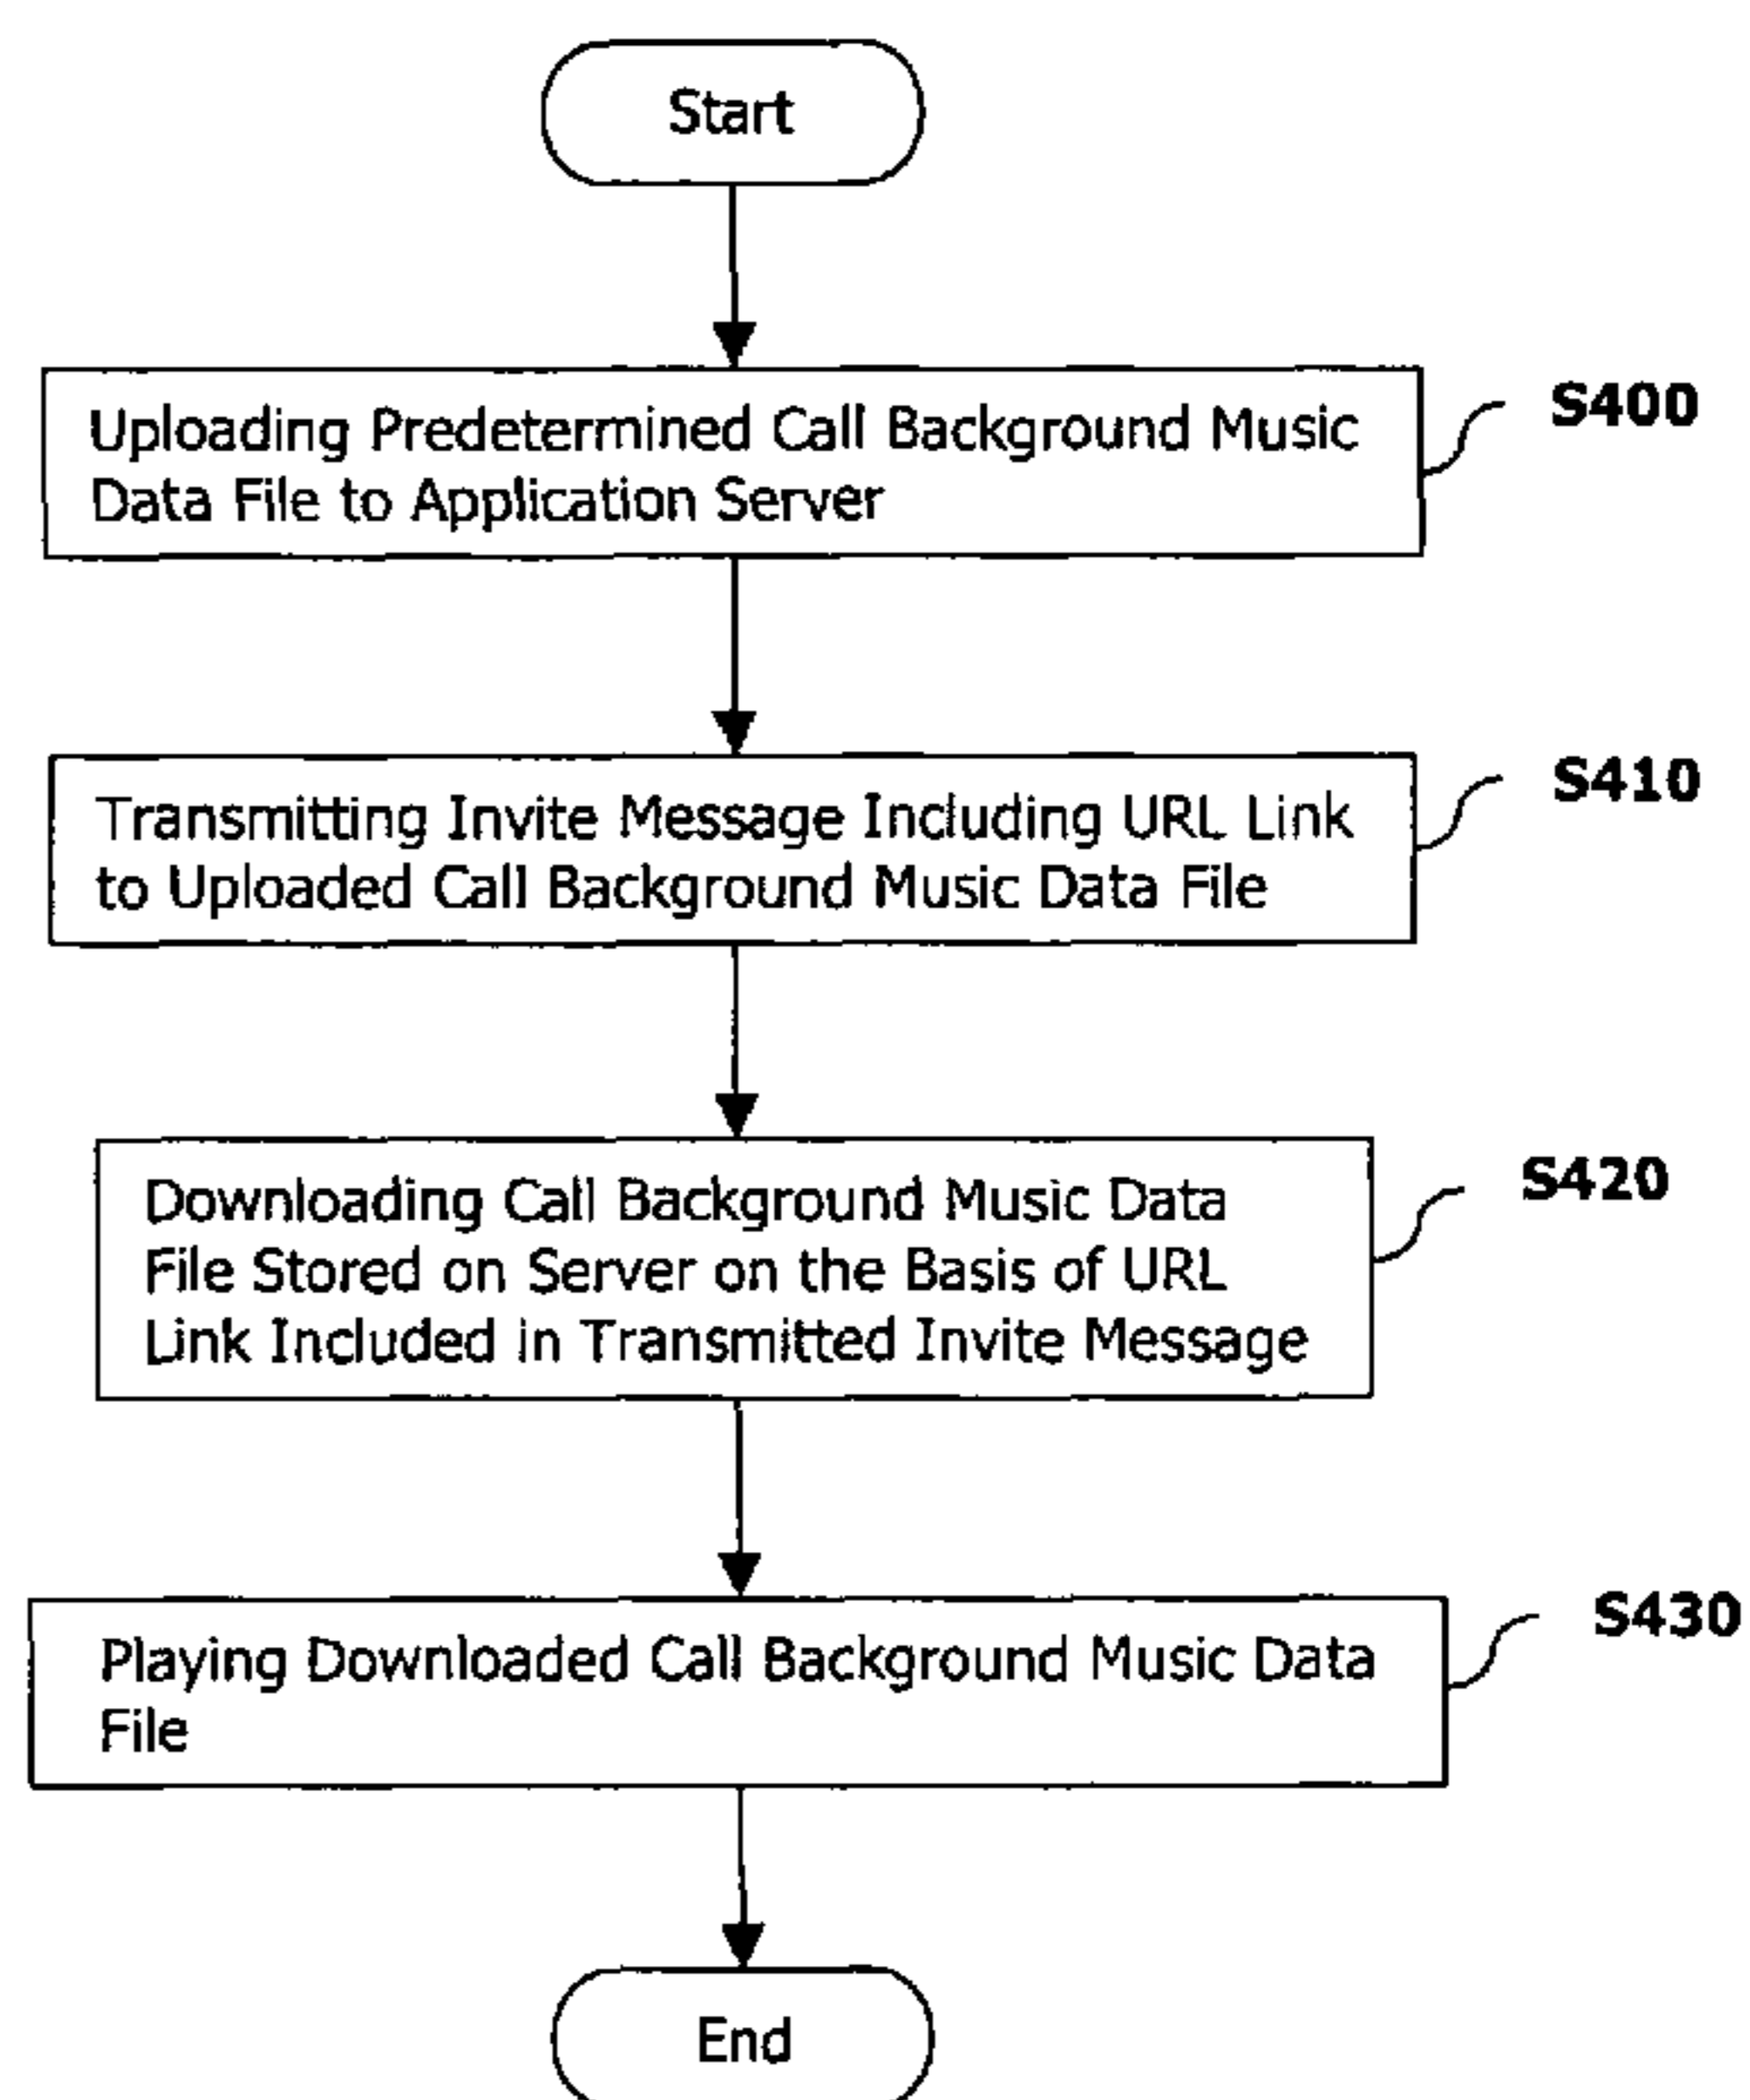 Start
Uploading Predetermined Call Background Music
Data File to Application Server
S400
Transmitting Invite Message Including URL Link
to Uploaded Call Background Music Data File
S410
Downloading Call Background Music Data
File Stored on Server on the Basis of URL
Link Included in Transmitted Invite Message
S420
Playing Downloaded Call Background Music Data
File
S430
End